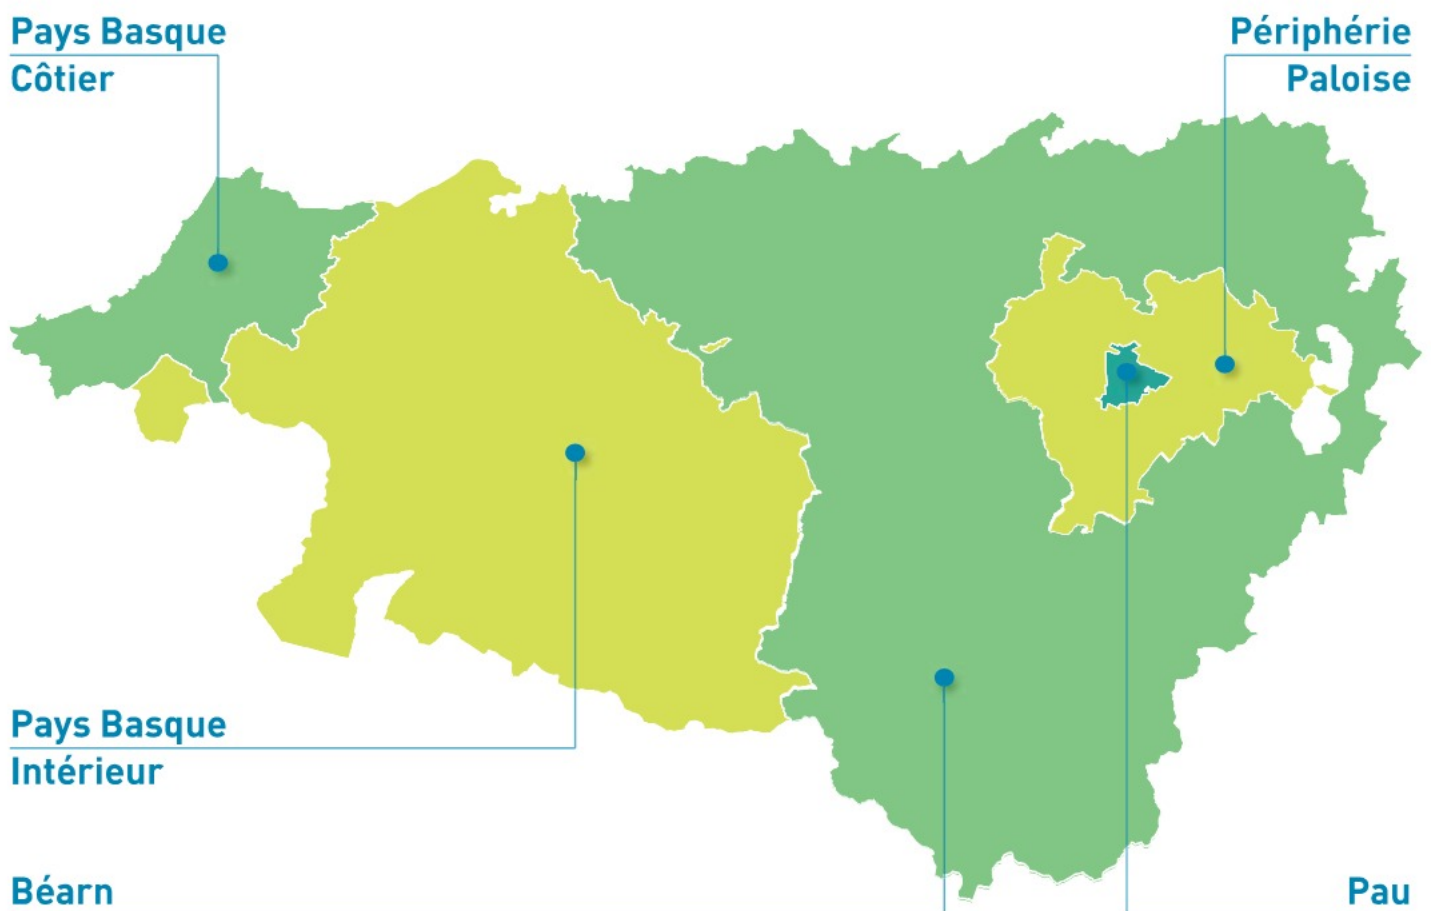 Pays Basque
Côtier
Périphérie
Paloise
Pays Basque
Intérieur
Béarn
Pau